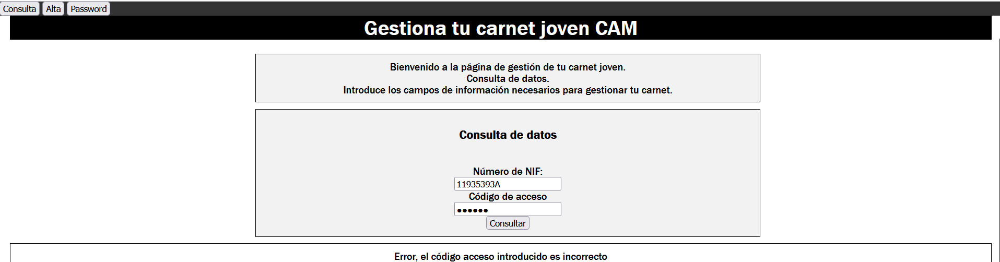 Consulta Alta Password
Gestiona tu carnet joven CAM
Bienvenido a la página de gestión de tu carnet joven.
Consulta de datos.
Introduce los campos de información necesarios para gestionar tu carnet.
Consulta de datos
Número de NIF:
11935393A
Código de acceso
••••••
Consultar
Error, el código acceso introducido es incorrecto